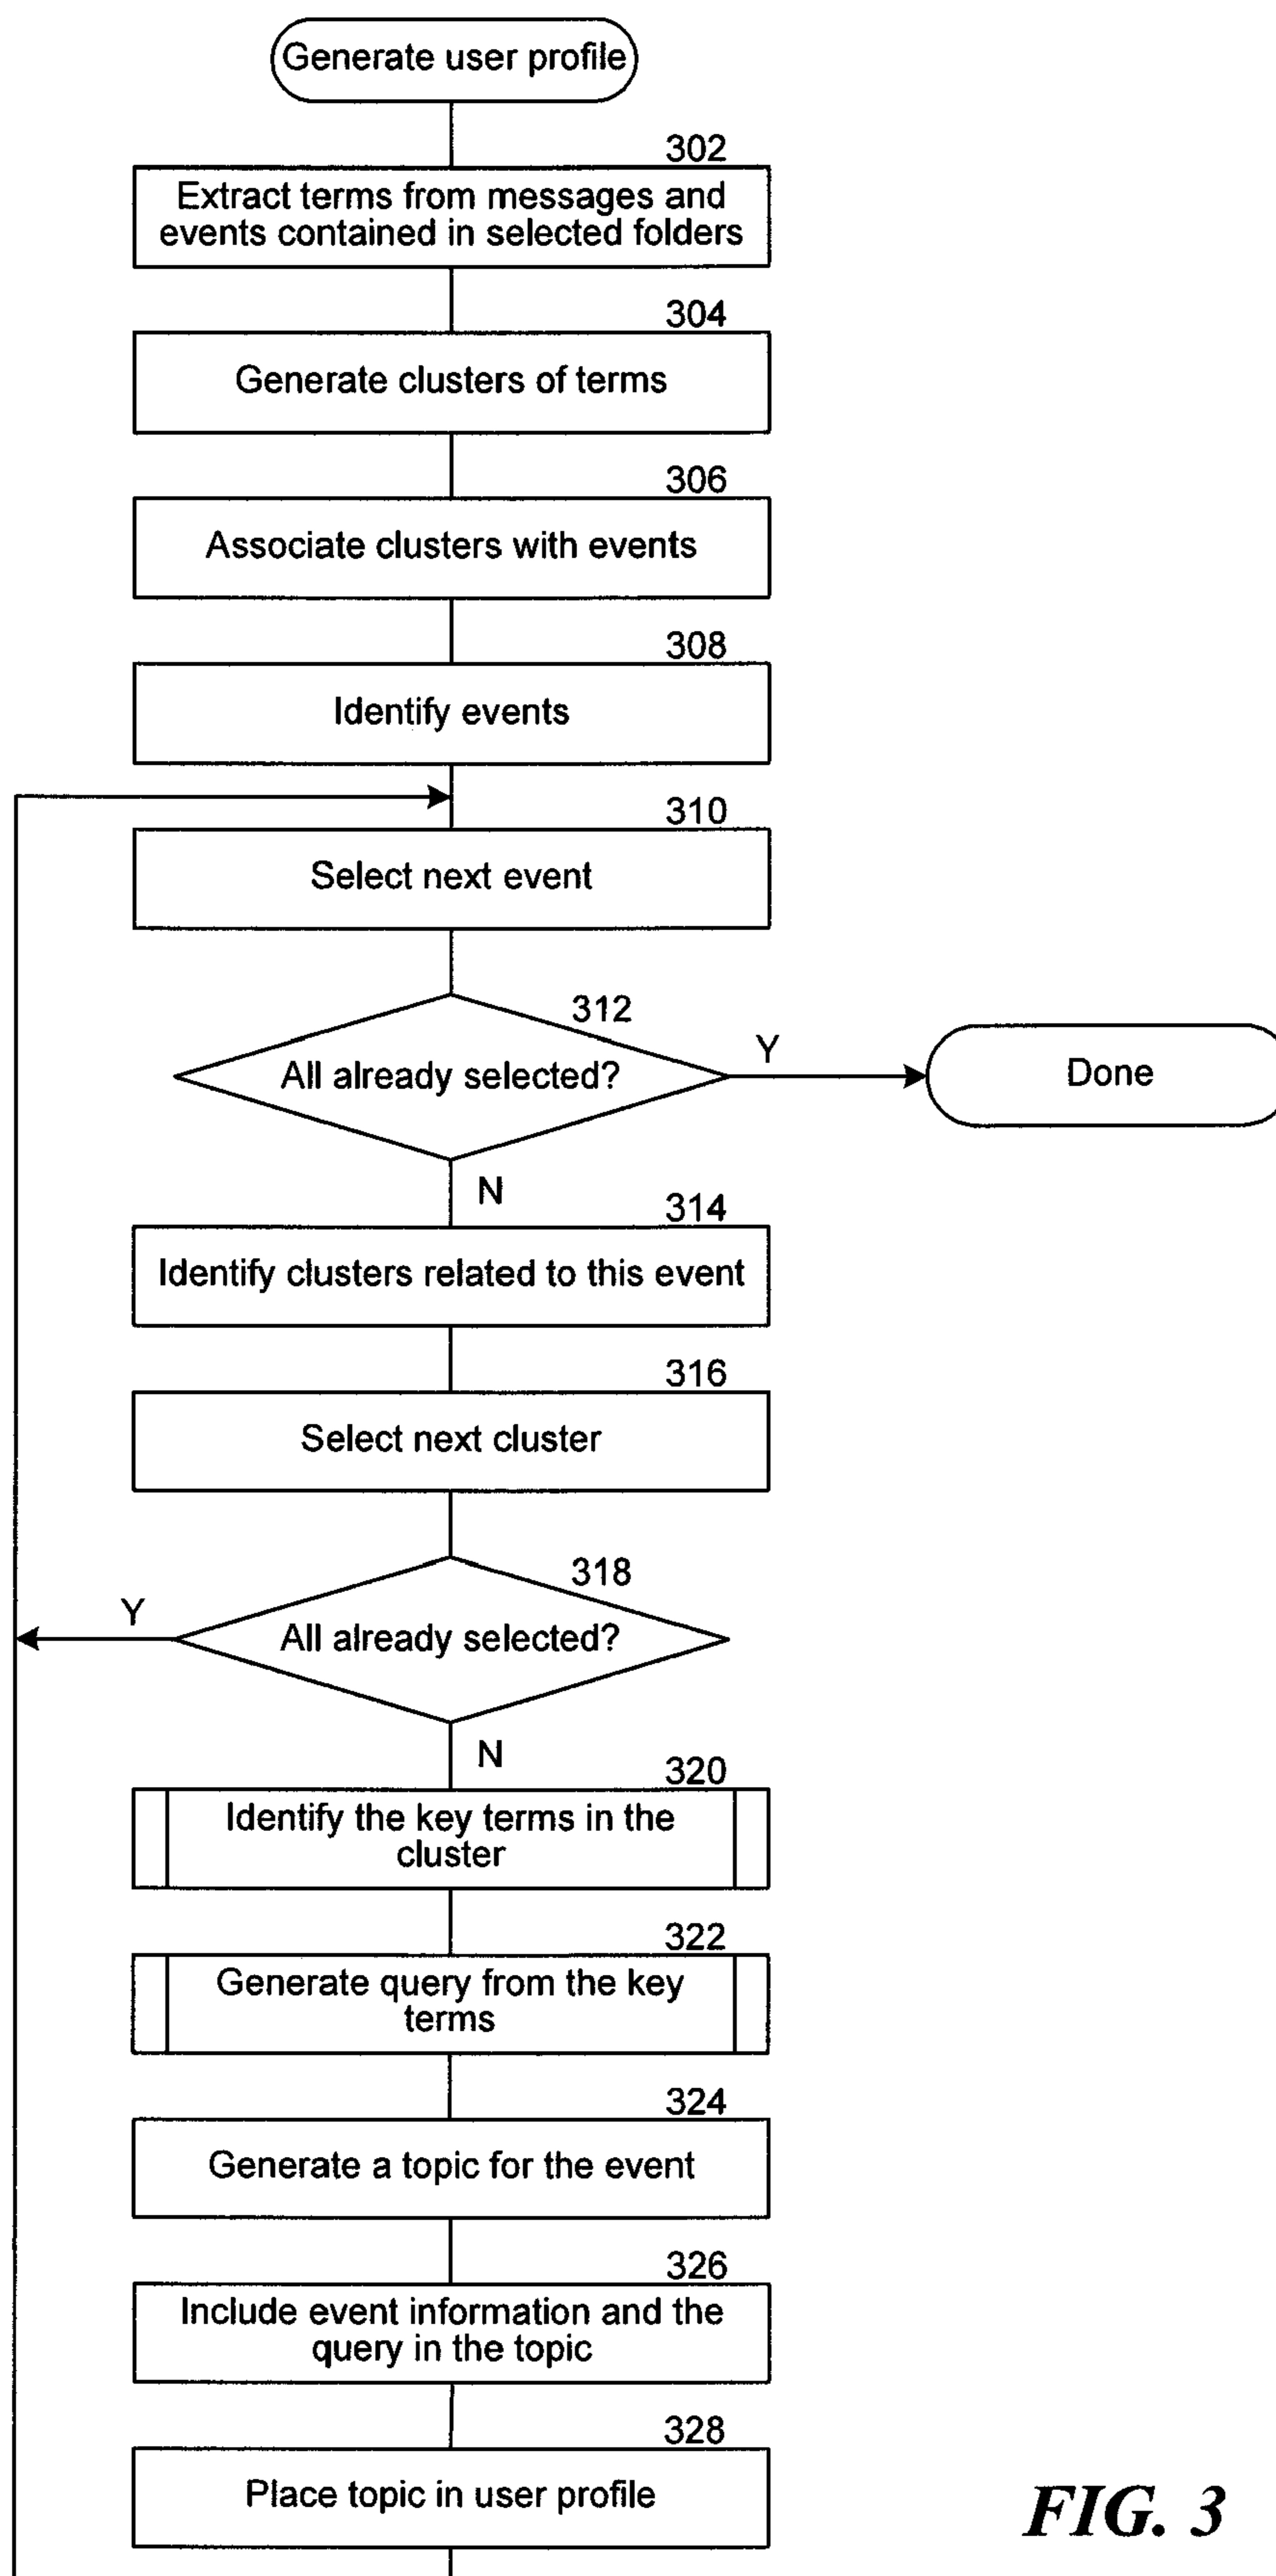 Generate user profile
302
Extract terms from messages and
events contained in selected folders
304
Generate clusters of terms
306
Associate clusters with events
308
Identify events
310
Select next event
312
All already selected?
Y
Done
N
314
Identify clusters related to this event
316
Select next cluster
318
Y
All already selected?
N
320
Identify the key terms in the
cluster
322
Generate query from the key
terms
324
Generate a topic for the event
326
Include event information and the
query in the topic
328
Place topic in user profile
FIG. 3